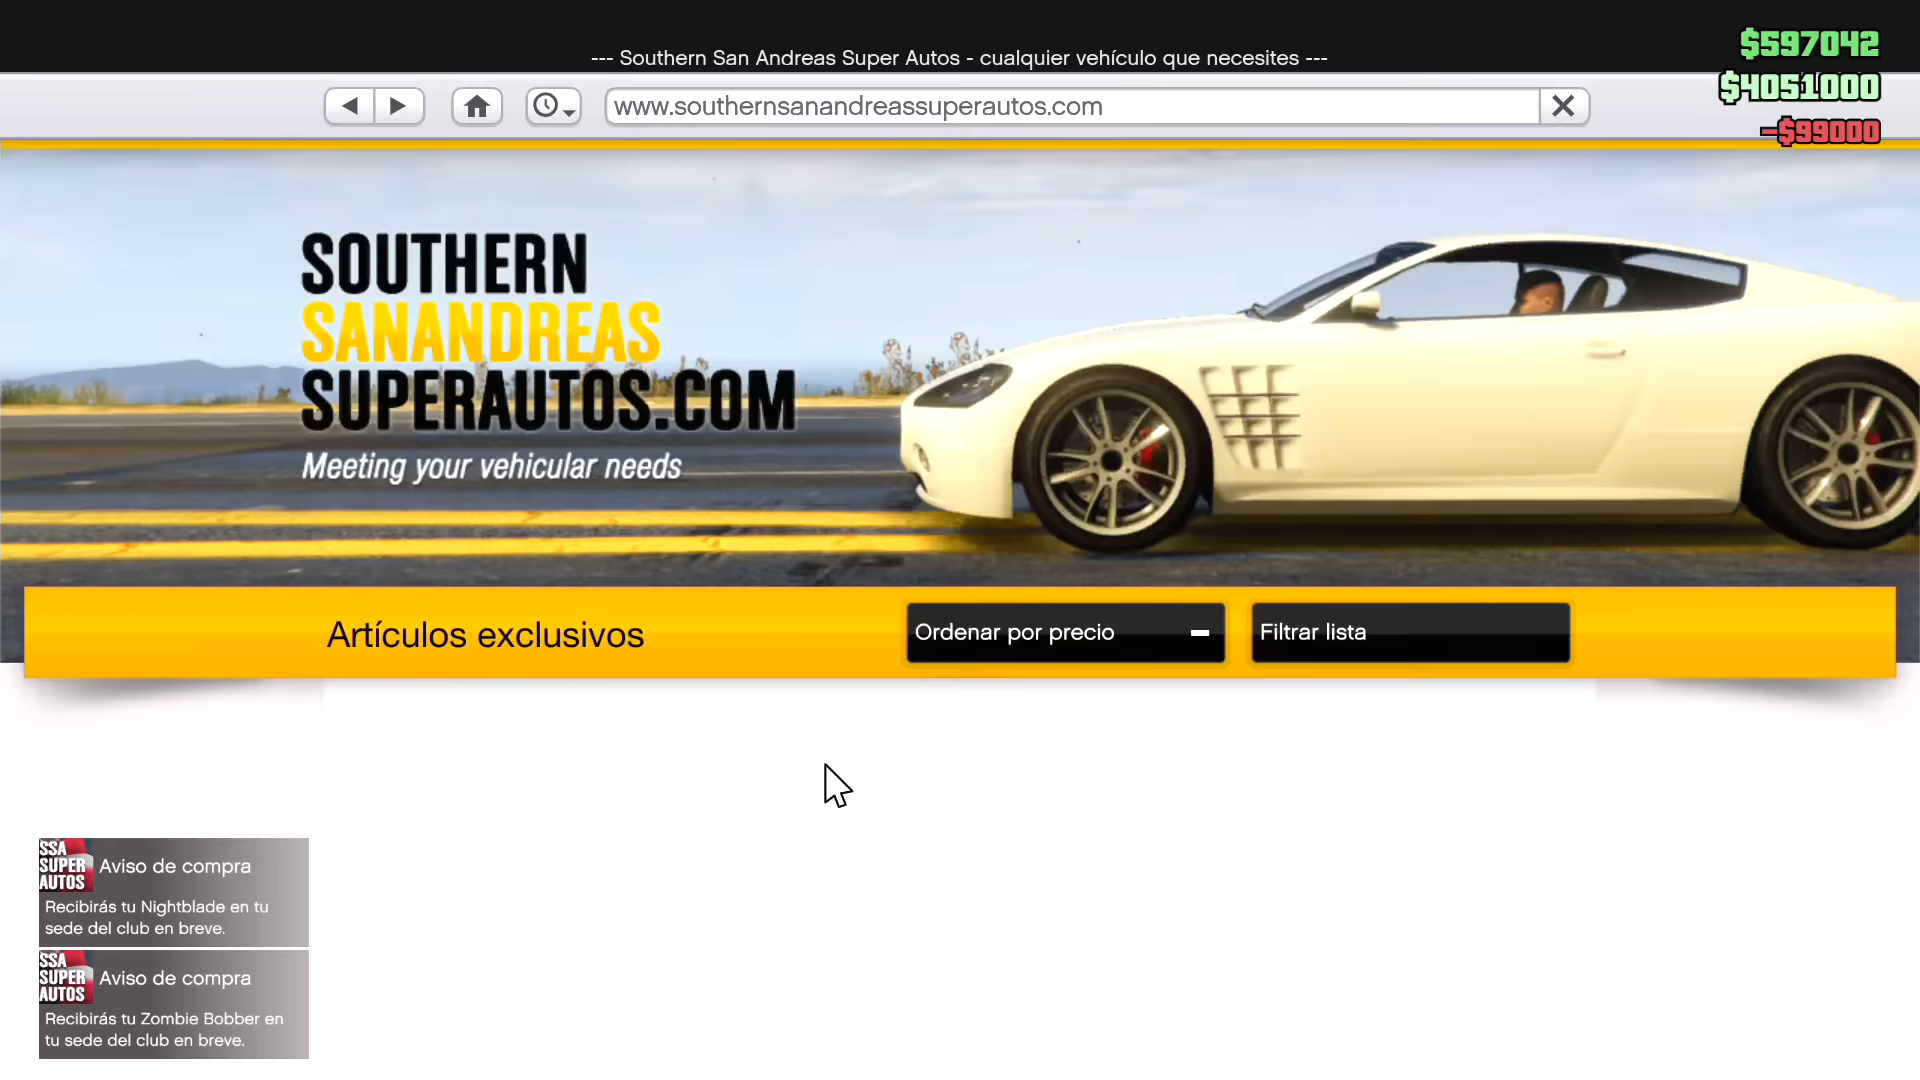 --- Southern San Andreas Super Autos - cualquier vehículo que necesites ---
$597042
$4051000
-$99000
www.southernsanandreassuperautos.com
SOUTHERN
SANANDREAS
SUPERAUTOS.COM
Meeting your vehicular needs
Artículos exclusivos
Ordenar por precio
Filtrar lista
SSA
SUPER
AUTOS
Aviso de compra
Recibirás tu Nightblade en tu
sede del club en breve.
SSA
SUPER
AUTOS
Aviso de compra
Recibirás tu Zombie Bobber en
tu sede del club en breve.